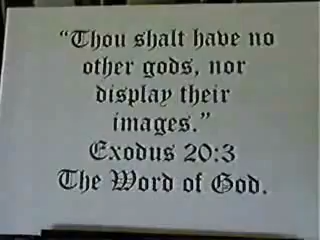 "Thou shalt have no
other gods, nor
display their
images."
Exodus 20:3
The Word of God.